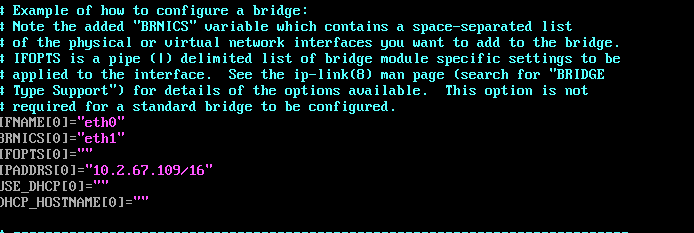 # Example of how to configure a bridge:
# Note the added "BRNICS" variable which contains a space-separated list
# of the physical or virtual network interfaces you want to add to the bridge.
# IFOPTS is a pipe (|) delimited list of bridge module specific settings to be
# applied to the interface.  See the ip-link(8) man page (search for "BRIDGE
# Type Support") for details of the options available.  This option is not
# required for a standard bridge to be configured.
IFNAME[0]="eth0"
BRNICS[0]="eth1"
IFOPTS[0]=""
IPADDRS[0]="10.2.67.109/16"
USE_DHCP[0]=""
DHCP_HOSTNAME[0]=""